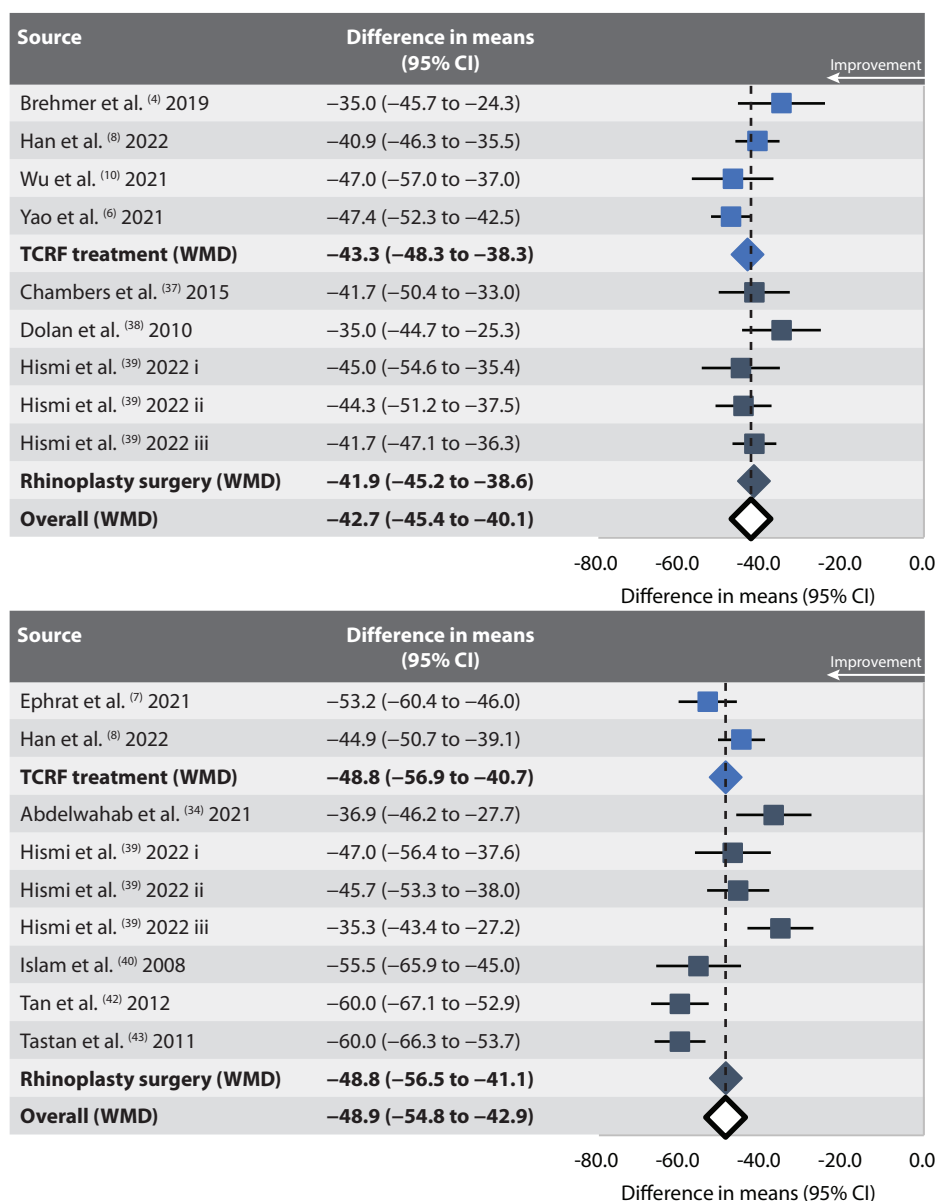 Source Difference in means
(95% CI)
Improvement
Brehmer et al. (4) 2019 −35.0 (−45.7 to −24.3)
Han et al. (8) 2022 −40.9 (−46.3 to −35.5)
Wu et al. (10) 2021 −47.0 (−57.0 to −37.0)
Yao et al. (6) 2021 −47.4 (−52.3 to −42.5)
TCRF treatment (WMD) −43.3 (−48.3 to −38.3)
Chambers et al. (37) 2015 −41.7 (−50.4 to −33.0)
Dolan et al. (38) 2010 −35.0 (−44.7 to −25.3)
Hismi et al. (39) 2022 i −45.0 (−54.6 to −35.4)
Hismi et al. (39) 2022 ii −44.3 (−51.2 to −37.5)
Hismi et al. (39) 2022 iii −41.7 (−47.1 to −36.3)
Rhinoplasty surgery (WMD) −41.9 (−45.2 to −38.6)
Overall (WMD) −42.7 (−45.4 to −40.1)
-80.0 -60.0 -40.0 -20.0 0.0
Difference in means (95% CI)
Source Difference in means
(95% CI)
Improvement
Ephrat et al. (7) 2021 −53.2 (−60.4 to −46.0)
Han et al. (8) 2022 −44.9 (−50.7 to −39.1)
TCRF treatment (WMD) −48.8 (−56.9 to −40.7)
Abdelwahab et al. (34) 2021 −36.9 (−46.2 to −27.7)
Hismi et al. (39) 2022 i −47.0 (−56.4 to −37.6)
Hismi et al. (39) 2022 ii −45.7 (−53.3 to −38.0)
Hismi et al. (39) 2022 iii −35.3 (−43.4 to −27.2)
Islam et al. (40) 2008 −55.5 (−65.9 to −45.0)
Tan et al. (42) 2012 −60.0 (−67.1 to −52.9)
Tastan et al. (43) 2011 −60.0 (−66.3 to −53.7)
Rhinoplasty surgery (WMD) −48.8 (−56.5 to −41.1)
Overall (WMD) −48.9 (−54.8 to −42.9)
-80.0 -60.0 -40.0 -20.0 0.0
Difference in means (95% CI)